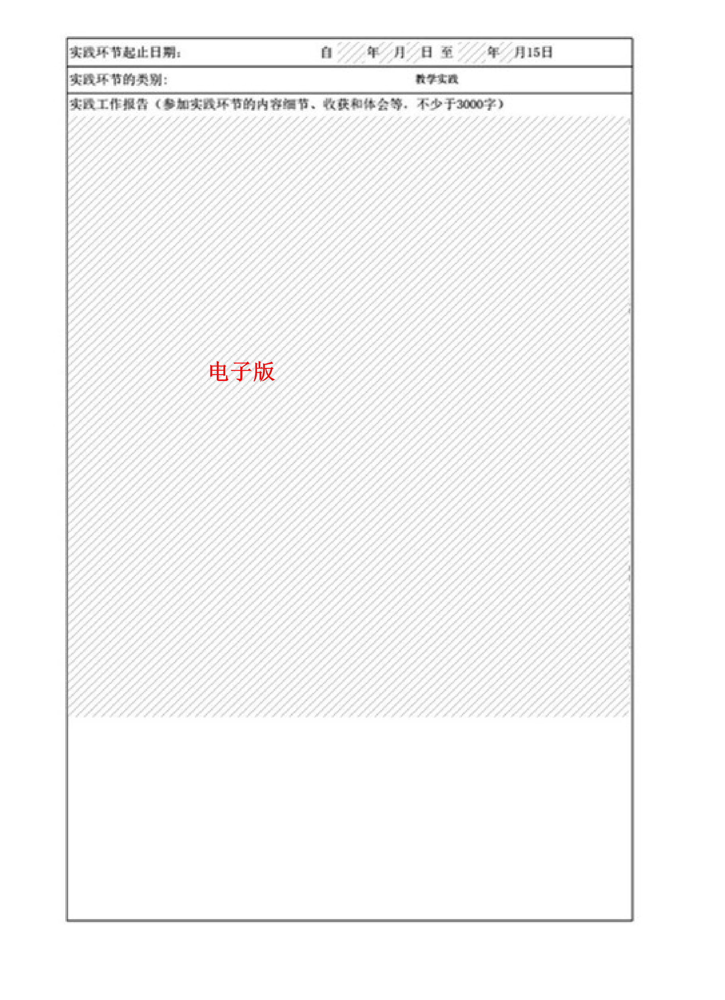 实践环节起止日期： 自 年 月 日 至 年 月15日
实践环节的类别： 教学实践
实践工作报告（参加实践环节的内容细节、收获和体会等．不少于3000字）
电子版